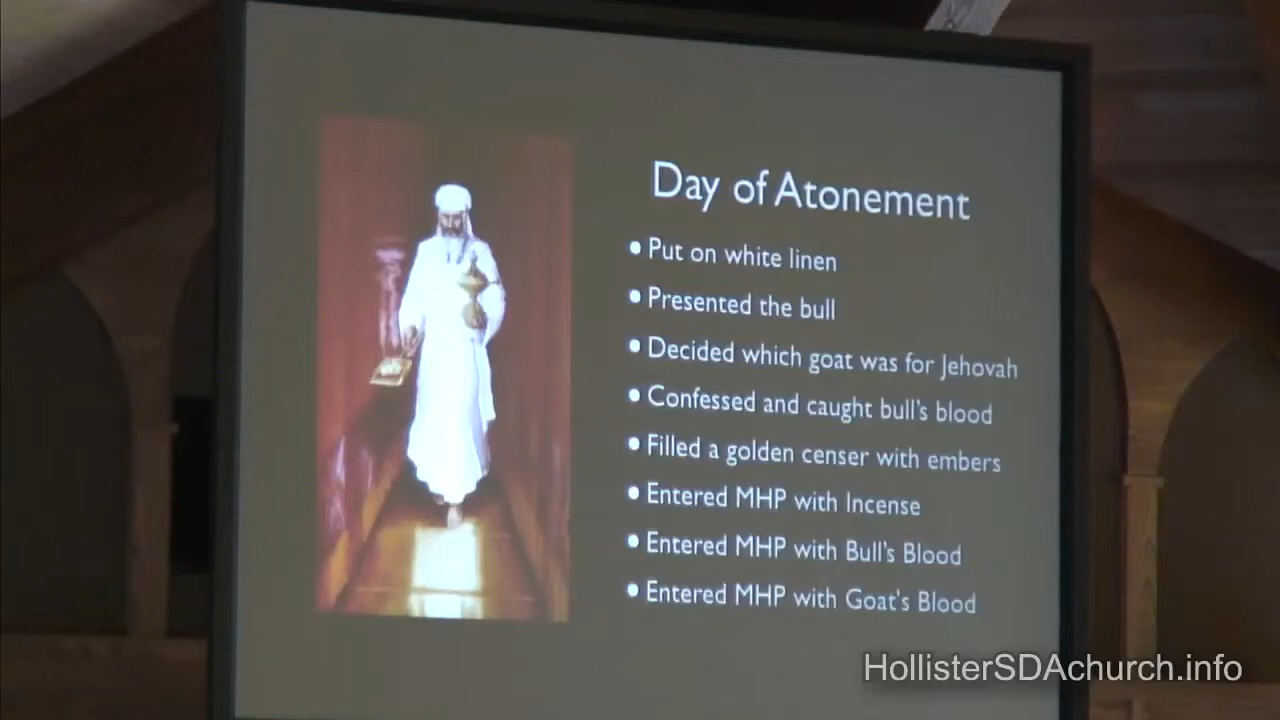 Day of Atonement
• Put on white linen
• Presented the bull
• Decided which goat was for Jehovah
• Confessed and caught bull's blood
• Filled a golden censer with embers
• Entered MHP with Incense
• Entered MHP with Bull's Blood
• Entered MHP with Goat's Blood
HollisterSDAchurch.info